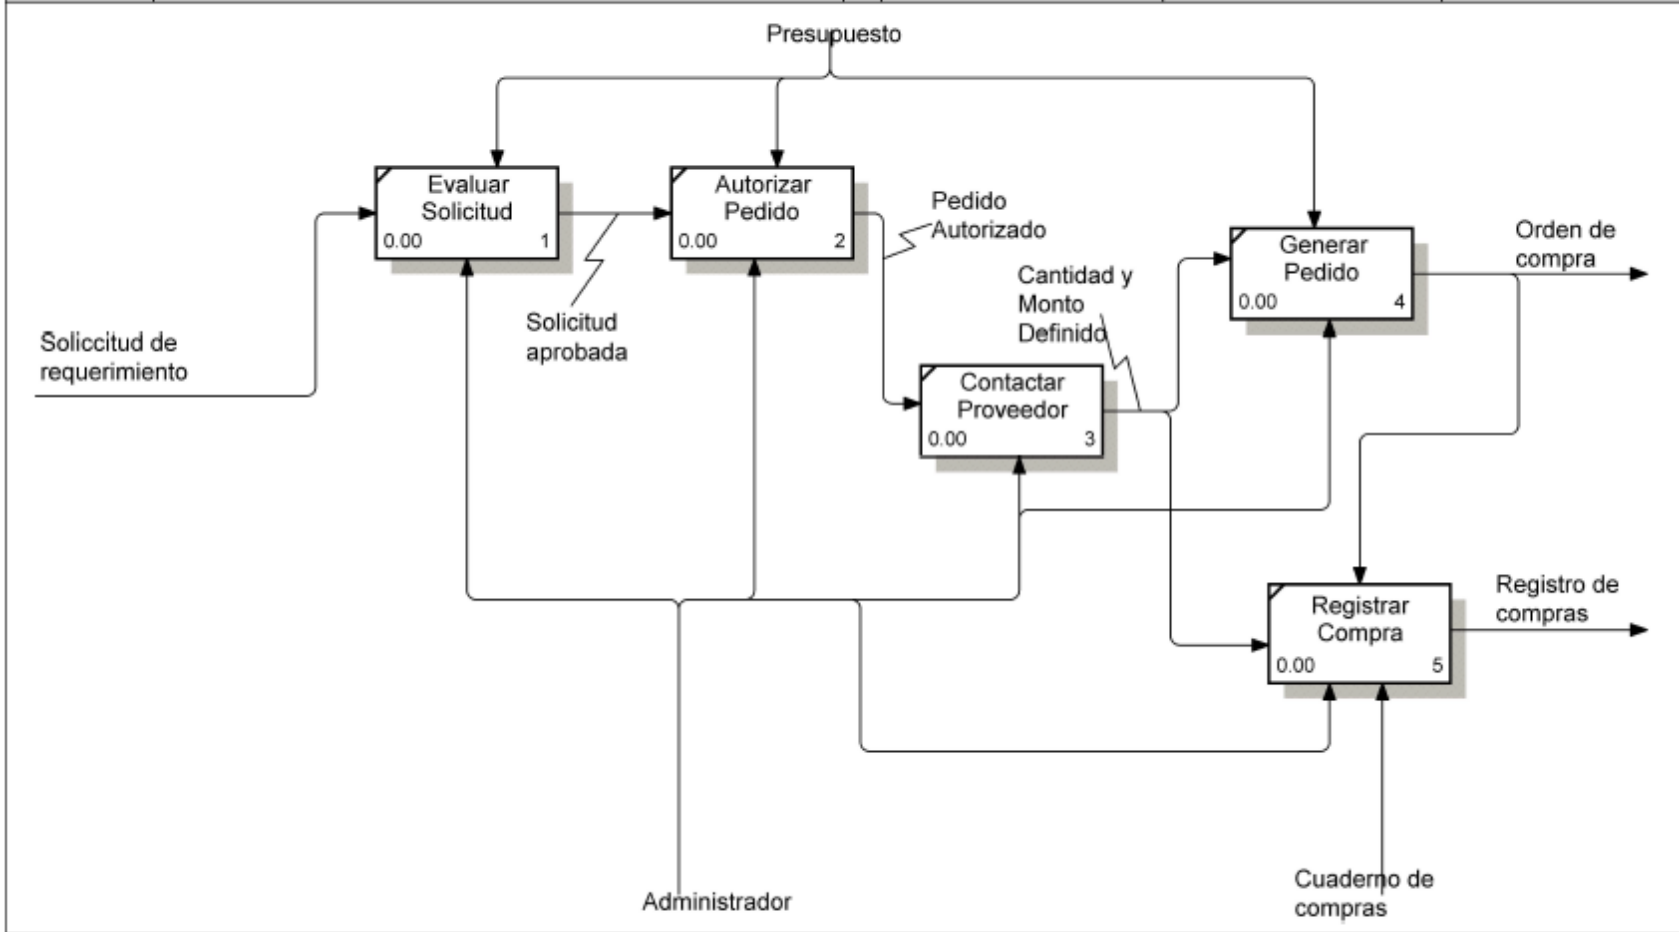 Presupuesto
Evaluar
Solicitud
0.00 1
Autorizar
Pedido
0.00 2
Pedido
Autorizado
Generar
Pedido
0.00 4
Orden de
compra
Cantidad y
Monto
Definido
Solicitud
aprobada
Soliccitud de
requerimiento
Contactar
Proveedor
0.00 3
Registrar
Compra
0.00 5
Registro de
compras
Administrador
Cuaderno de
compras